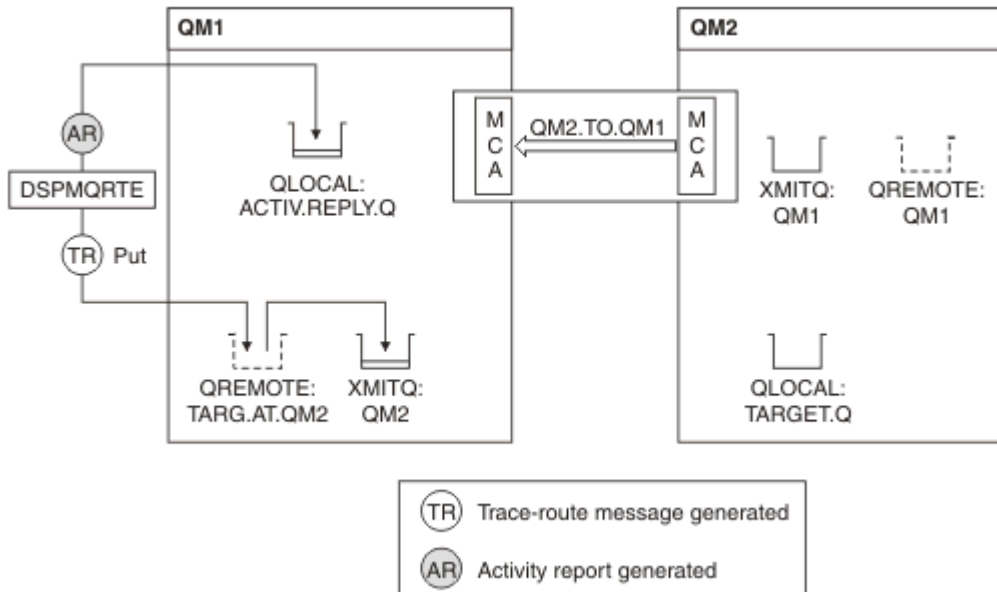 QM1
QM2
AR
DSPMQRTE
TR Put
QLOCAL:
ACTIV.REPLY.Q
M
C
A
QM2.TO.QM1
M
C
A
XMITQ:
QM1
QREMOTE:
QM1
QREMOTE:
TARG.AT.QM2
XMITQ:
QM2
QLOCAL:
TARGET.Q
TR Trace-route message generated
AR Activity report generated